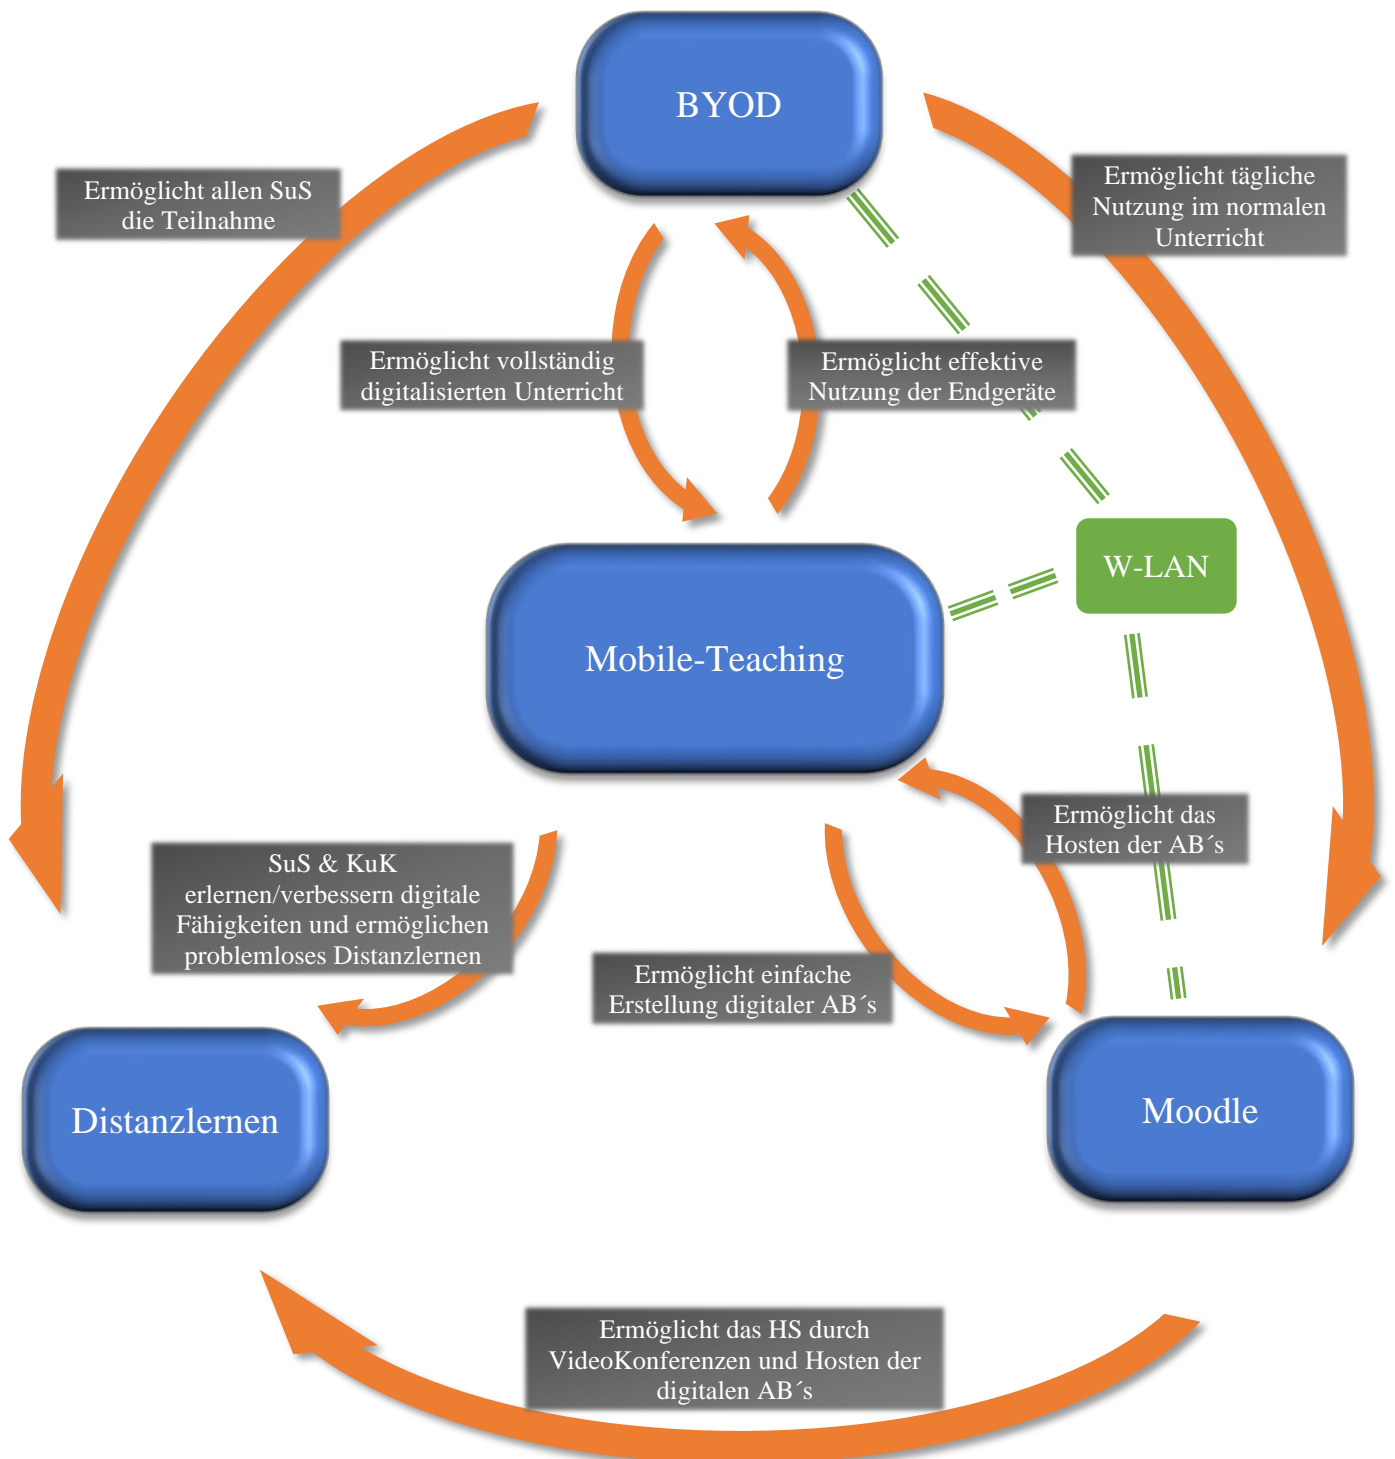 BYOD
Ermöglicht allen SuS
die Teilnahme
Ermöglicht tägliche
Nutzung im normalen
Unterricht
Ermöglicht vollständig
digitalisierten Unterricht
Ermöglicht effektive
Nutzung der Endgeräte
W-LAN
Mobile-Teaching
Ermöglicht das
Hosten der AB´s
SuS & KuK
erlernen/verbessern digitale
Fähigkeiten und ermöglichen
problemloses Distanzlernen
Ermöglicht einfache
Erstellung digitaler AB´s
Distanzlernen
Moodle
Ermöglicht das HS durch
VideoKonferenzen und Hosten der
digitalen AB´s